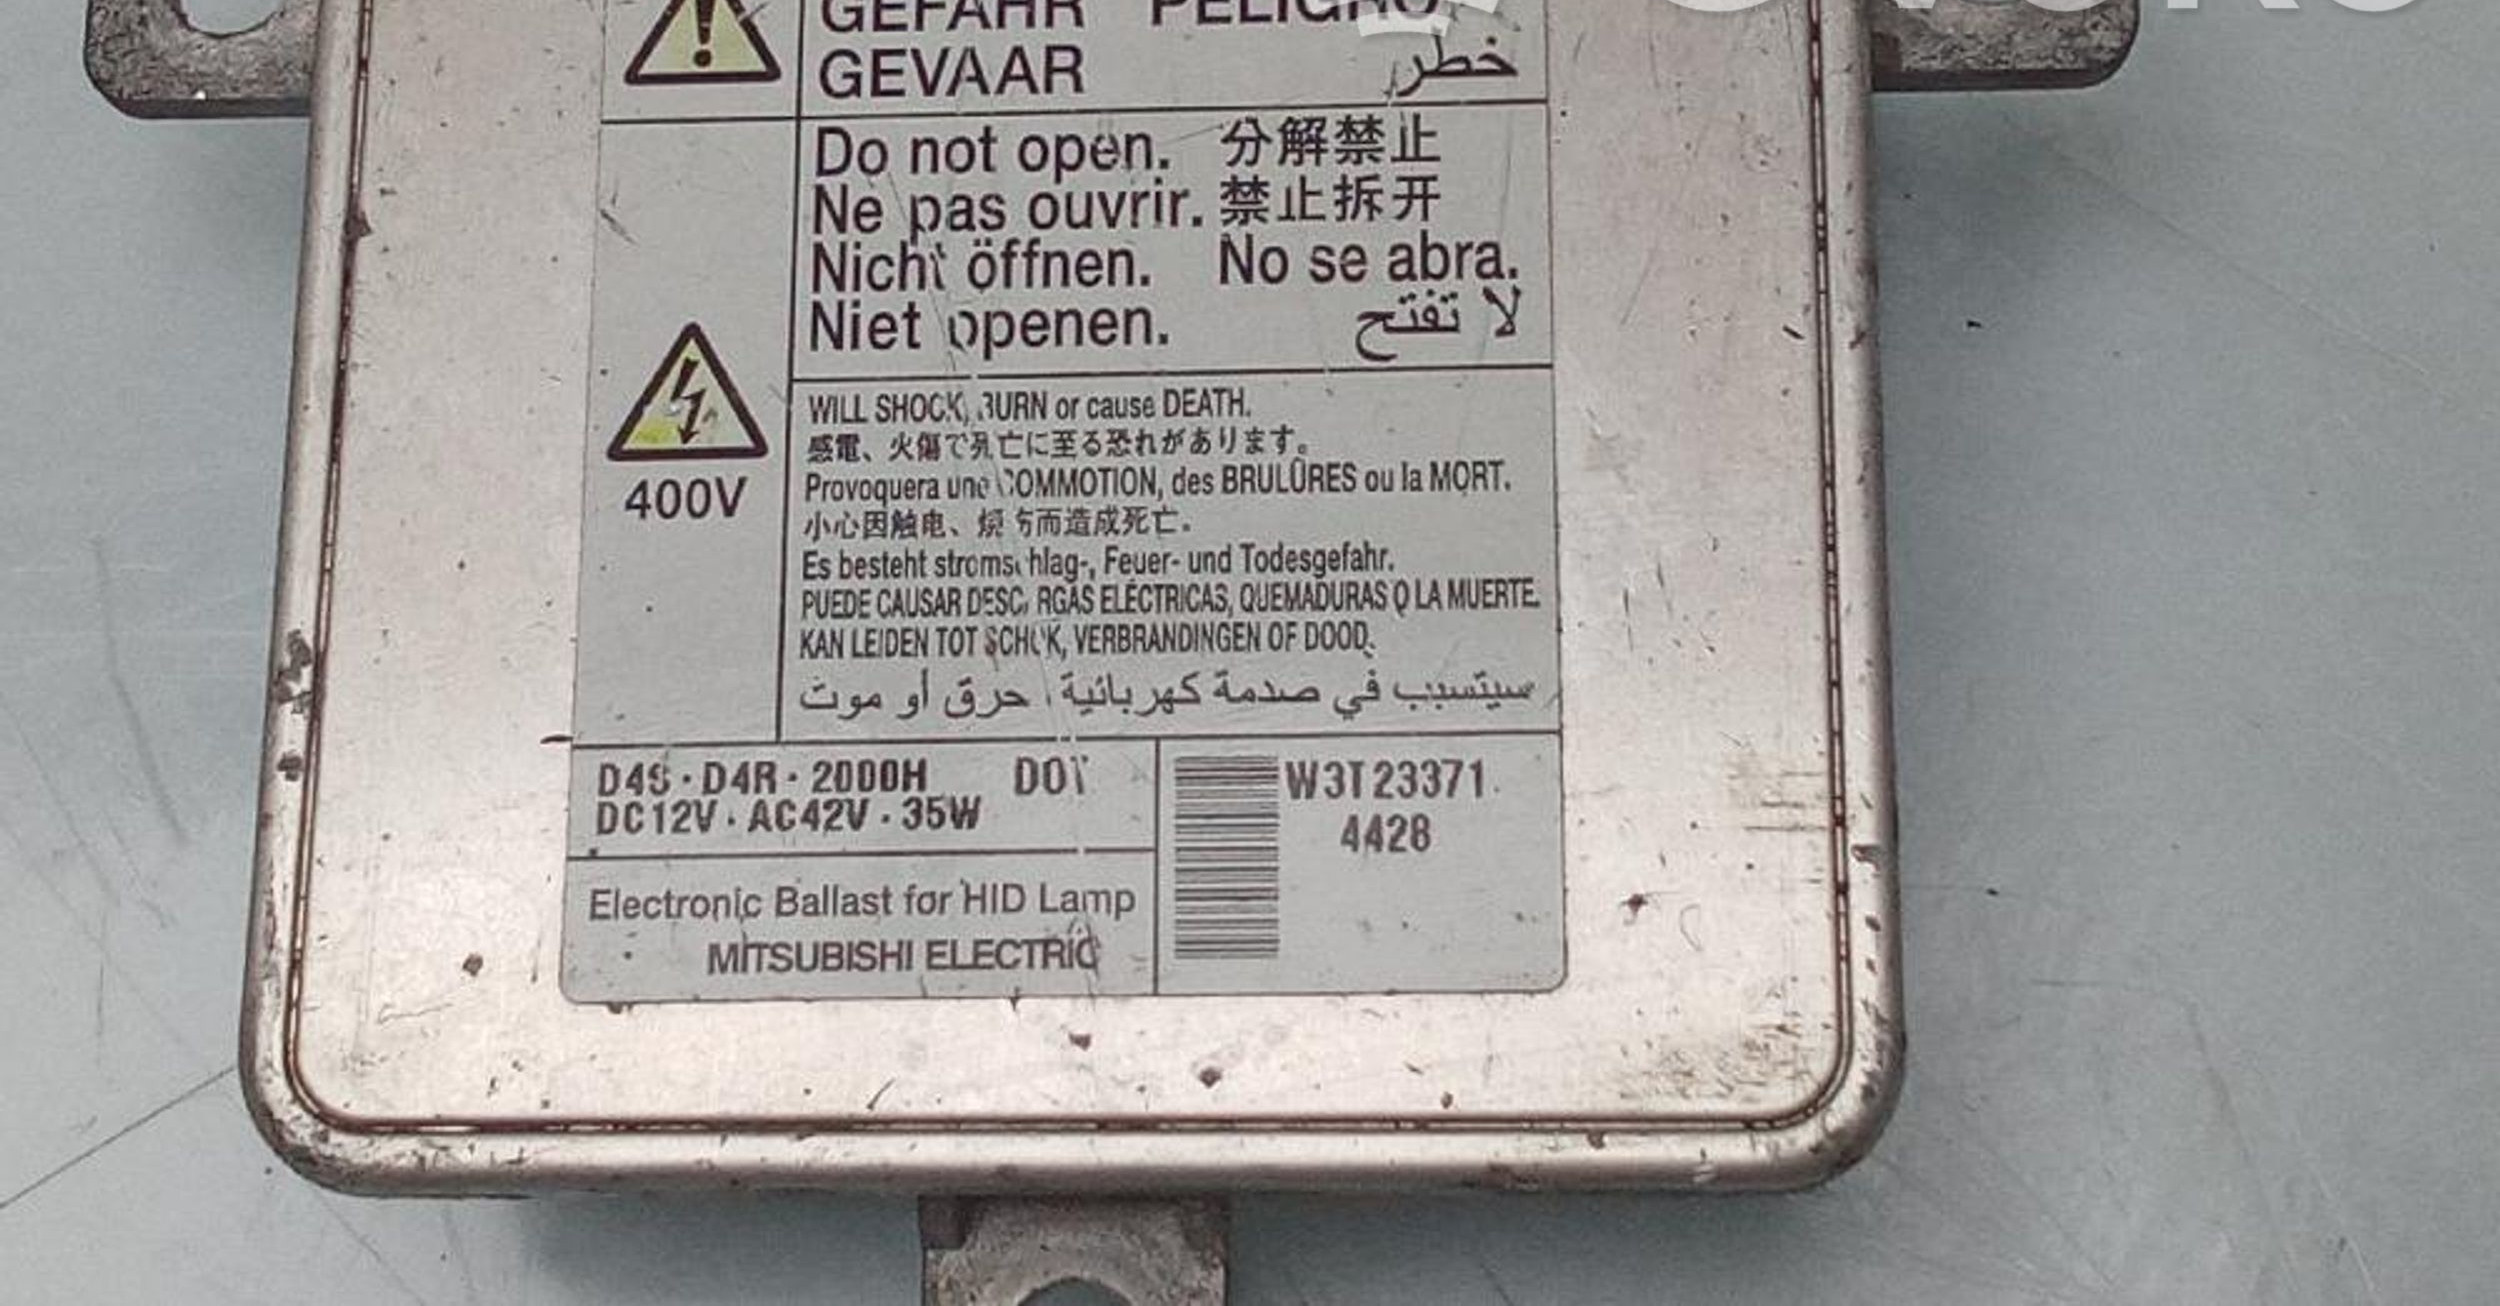 GEFAHR PELIGRO
GEVAAR خطر
Do not open. 分解禁止
Ne pas ouvrir. 禁止拆开
Nicht öffnen. No se abra.
Niet openen. لا تفتح
WILL SHOCK, BURN or cause DEATH.
感電、火傷で死亡に至る恐れがあります。
Provoquera une COMMOTION, des BRULÛRES ou la MORT.
400V
小心因触电、烧伤而造成死亡.
Es besteht stromschlag-, Feuer- und Todesgefahr.
PUEDE CAUSAR DESCARGAS ELÉCTRICAS, QUEMADURAS O LA MUERTE.
KAN LEIDEN TOT SCHOK, VERBRANDINGEN OF DOOD.
سيتسبب في صدمة كهربائية، حرق أو موت
D4S · D4R · 2000H DOT
DC12V · AC42V · 35W
W3T23371
4428
Electronic Ballast for HID Lamp
MITSUBISHI ELECTRIC